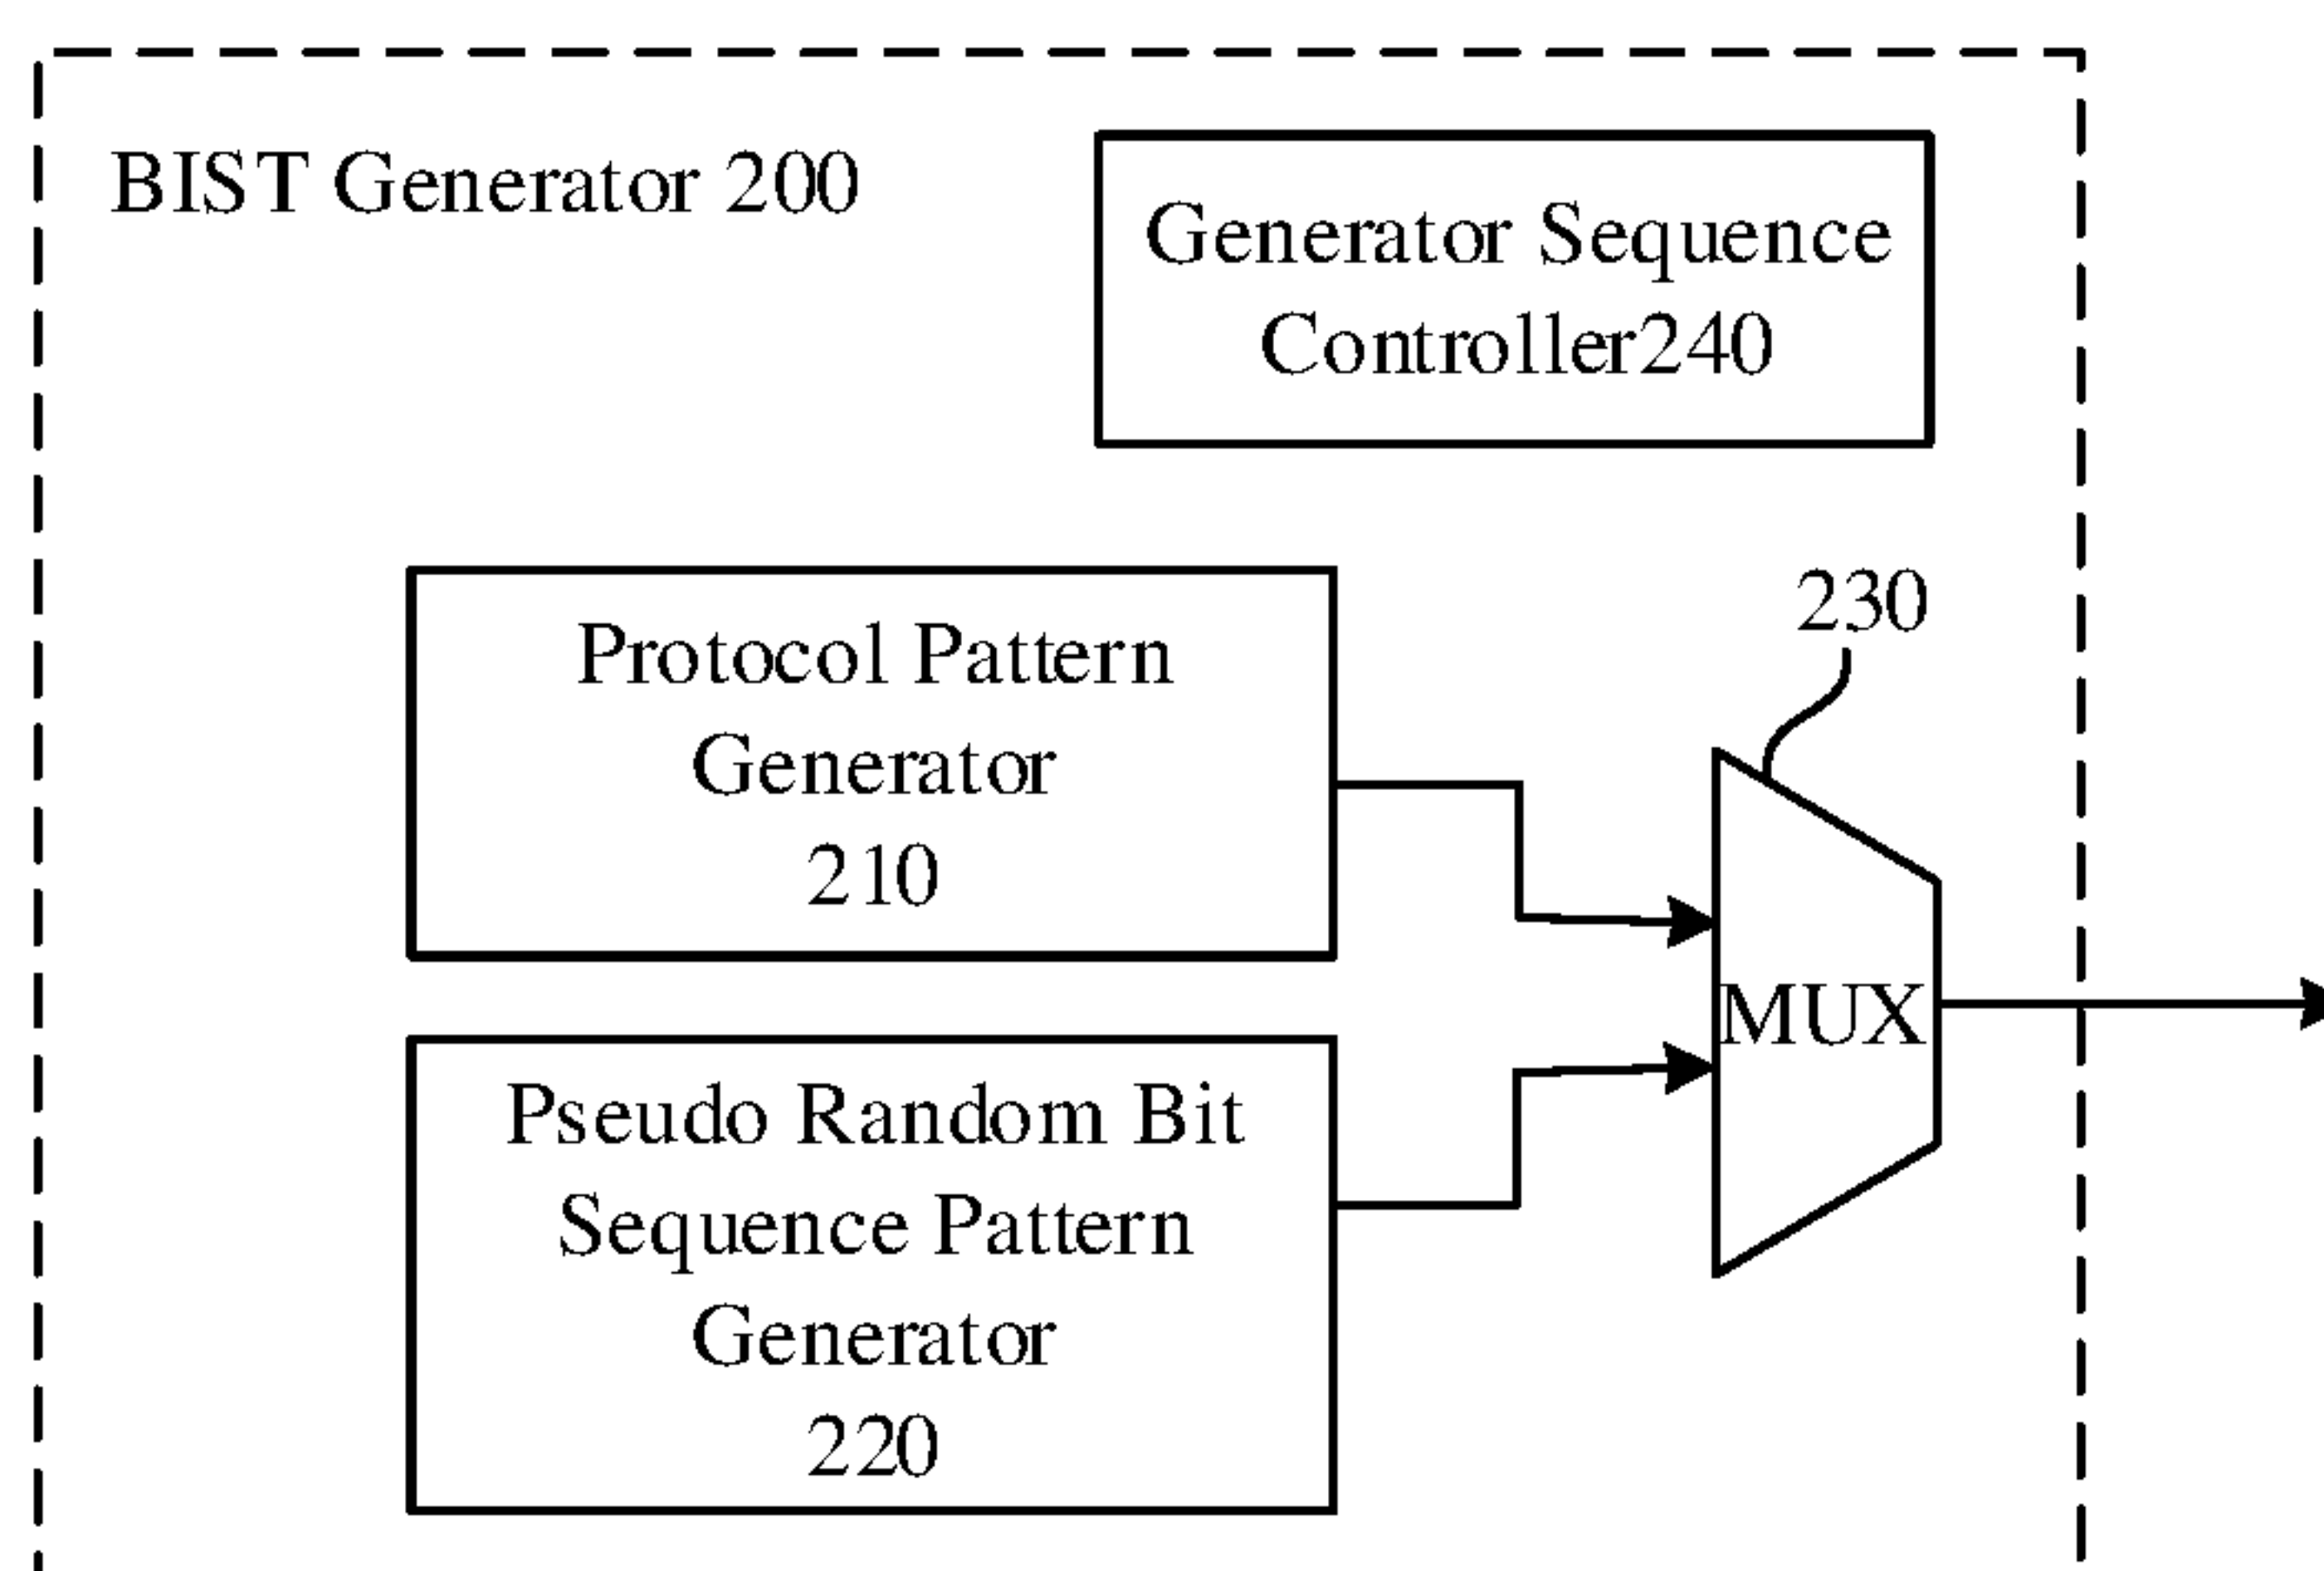 BIST Generator 200
Generator Sequence
Controller240
230
Protocol Pattern
Generator
210
MUX
Pseudo Random Bit
Sequence Pattern
Generator
220